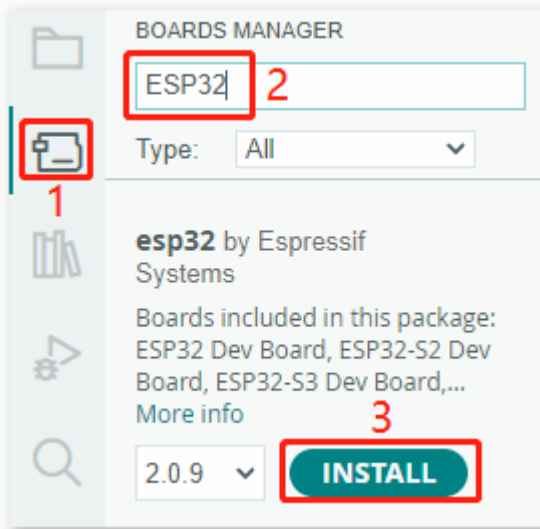 BOARDS MANAGER
ESP32
2
Type:
All
1
esp32 by Espressif
Systems
Boards included in this package:
ESP32 Dev Board, ESP32-S2 Dev
Board, ESP32-S3 Dev Board,...
More info
3
2.0.9
INSTALL